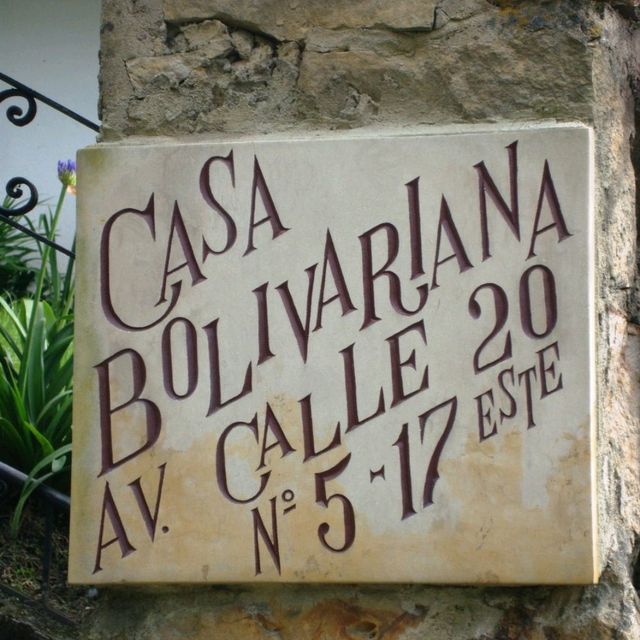 CASA
BOLIVARIANA
AV. CALLE 20
Nº 5-17 ESTE